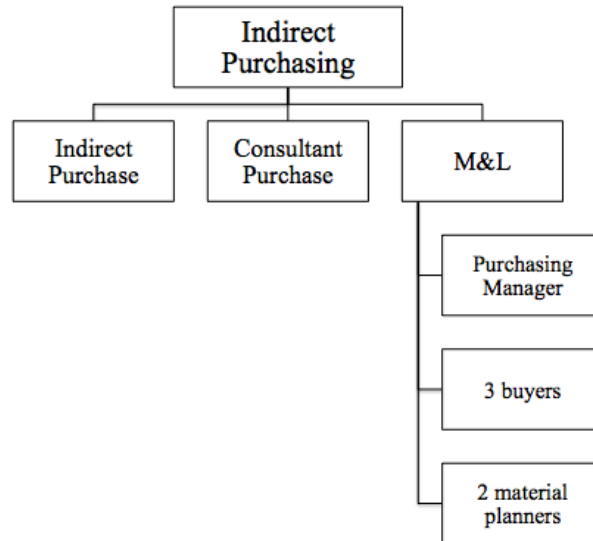 Indirect
Purchasing
Indirect
Purchase
Consultant
Purchase
M&L
Purchasing
Manager
3 buyers
2 material
planners